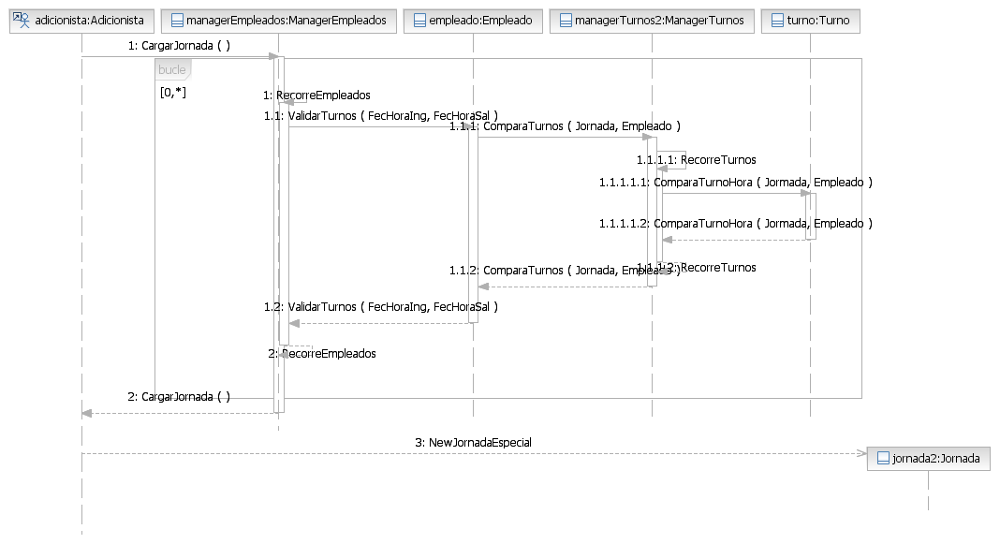 adicionista:Adicionista
managerEmpleados:ManagerEmpleados
empleado:Empleado
managerTurnos2:ManagerTurnos
turno:Turno
1: CargarJornada ( )
bucle
[0,*]
1: RecorreEmpleados
1.1: ValidarTurnos ( FecHoraIng, FecHoraSal )
1.1.1: ComparaTurnos ( Jornada, Empleado )
1.1.1.1: RecorreTurnos
1.1.1.1.1: ComparaTurnoHora ( Jormada, Empleado )
1.1.1.1.2: ComparaTurnoHora ( Jormada, Empleado )
1.1.1.2: RecorreTurnos
1.1.2: ComparaTurnos ( Jornada, Empleado )
1.2: ValidarTurnos ( FecHoraIng, FecHoraSal )
2: RecorreEmpleados
2: CargarJornada ( )
3: NewJornadaEspecial
jornada2:Jornada